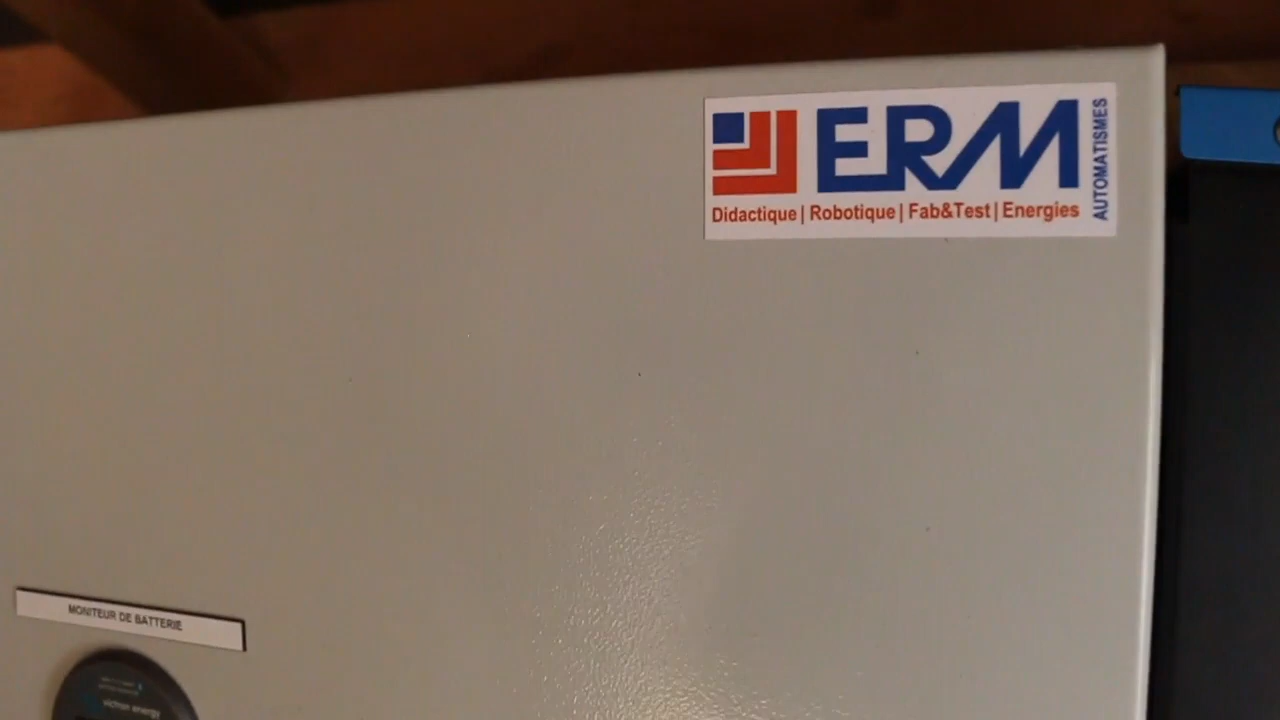 ERM
AUTOMATISMES
Didactique | Robotique | Fab&Test | Energies
MONITEUR DE BATTERIE
victron energy